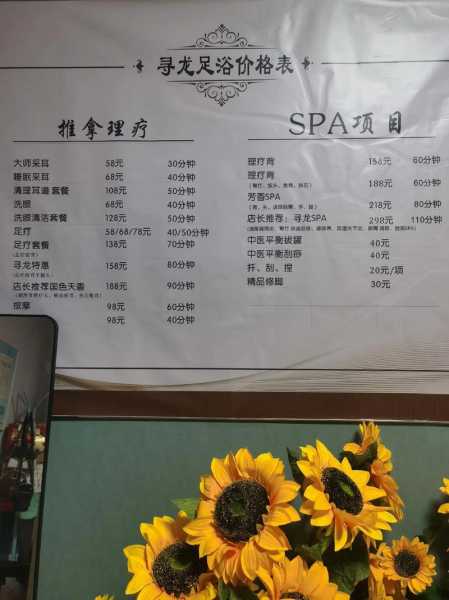 寻龙足浴价格表
推拿理疗
大师采耳 58元 30分钟
睡眠采耳 68元 40分钟
清理耳道套餐 108元 50分钟
洗眼 68元 40分钟
洗眼清洁套餐 128元 50分钟
足疗 58/68/78元 40/50分钟
足疗套餐 138元 70分钟
寻龙特惠 158元 80分钟
店长推荐国色天香 188元 90分钟
按摩 98元 60分钟
98元 40分钟
SPA项目
理疗背 158元 60分钟
理疗背 188元 60分钟
芳香SPA 218元 80分钟
店长推荐：寻龙SPA 298元 110分钟
中医平衡拔罐 40元
中医平衡刮痧 40元
扦、刮、捏 20元/项
精品修脚 30元